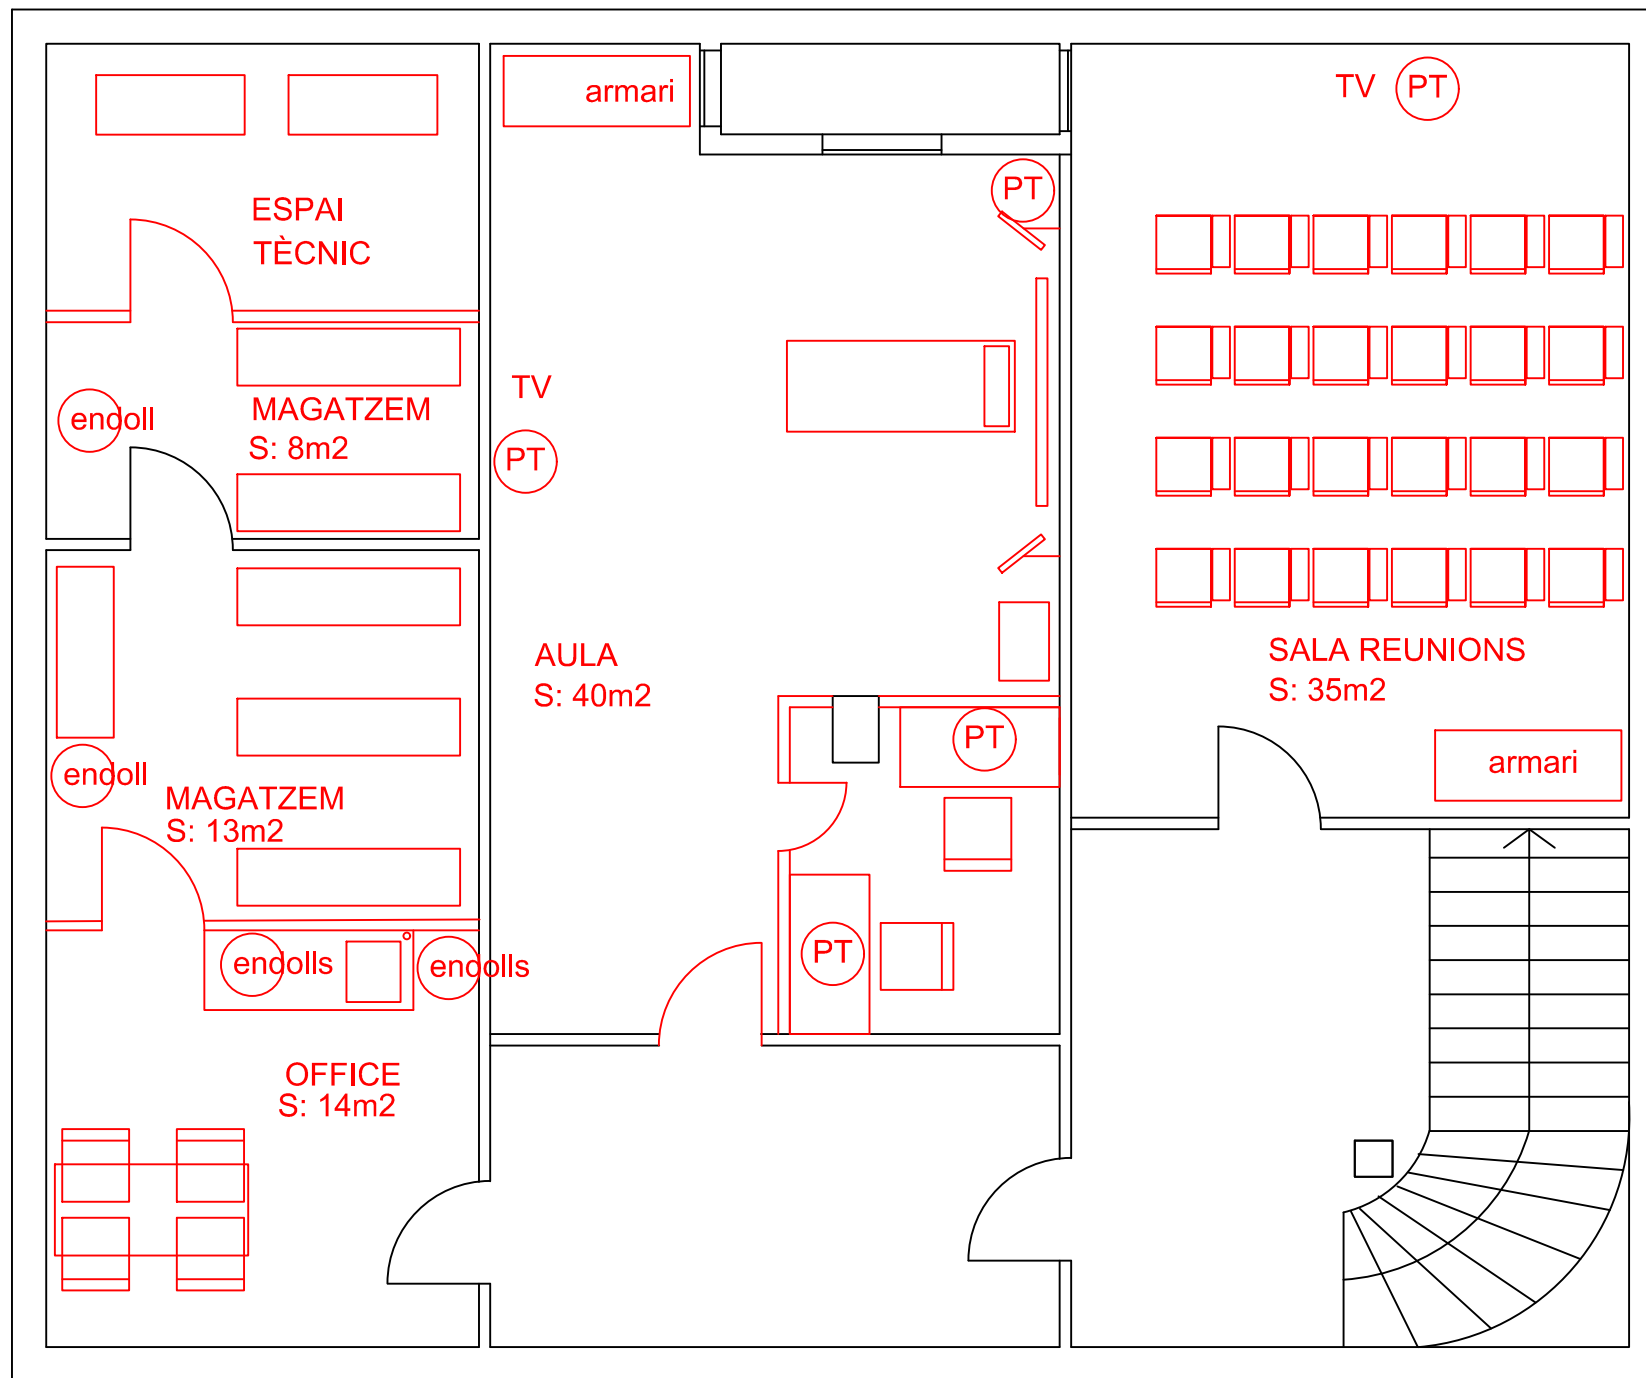 armari
TV
PT
PT
ESPAI
TÈCNIC
TV
PT
endoll
MAGATZEM
S: 8m2
AULA
S: 40m2
SALA REUNIONS
S: 35m2
PT
armari
endoll
MAGATZEM
S: 13m2
endolls
endolls
PT
OFFICE
S: 14m2